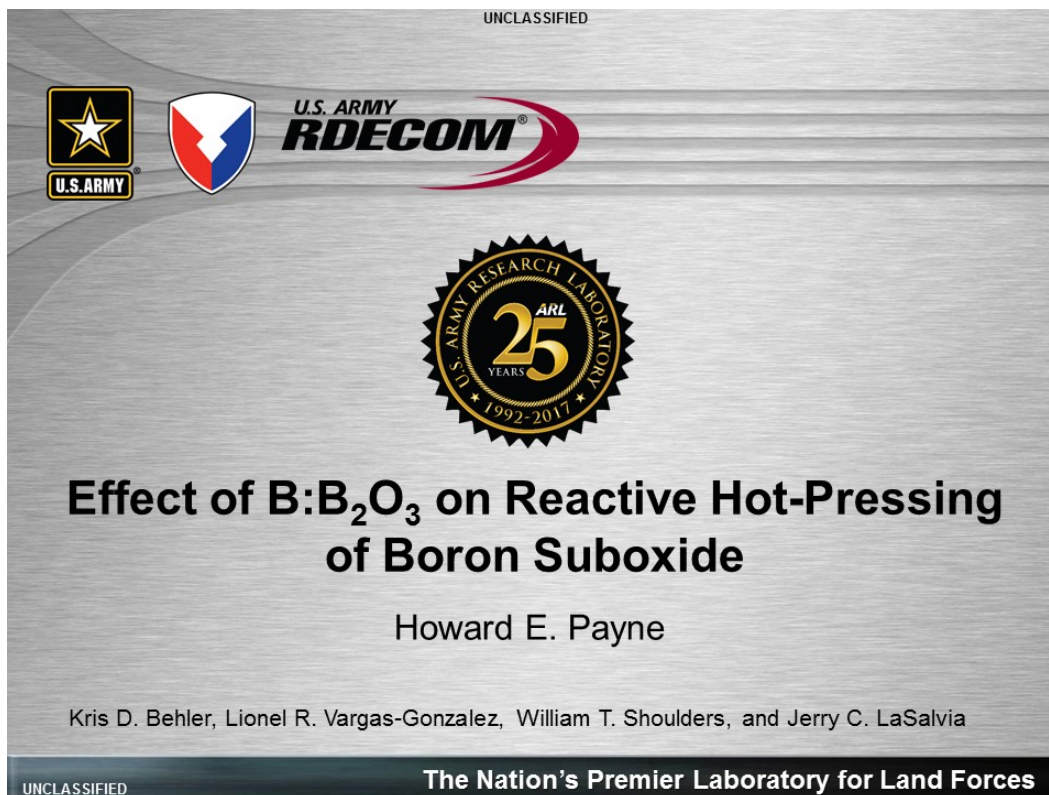 UNCLASSIFIED
U.S. ARMY
RDECOM®
U.S.ARMY®
U.S. ARMY RESEARCH LABORATORY
ARL
25
YEARS
★ 1992-2017 ★
Effect of B:B₂O₃ on Reactive Hot-Pressing
of Boron Suboxide
Howard E. Payne
Kris D. Behler, Lionel R. Vargas-Gonzalez, William T. Shoulders, and Jerry C. LaSalvia
The Nation's Premier Laboratory for Land Forces
UNCLASSIFIED